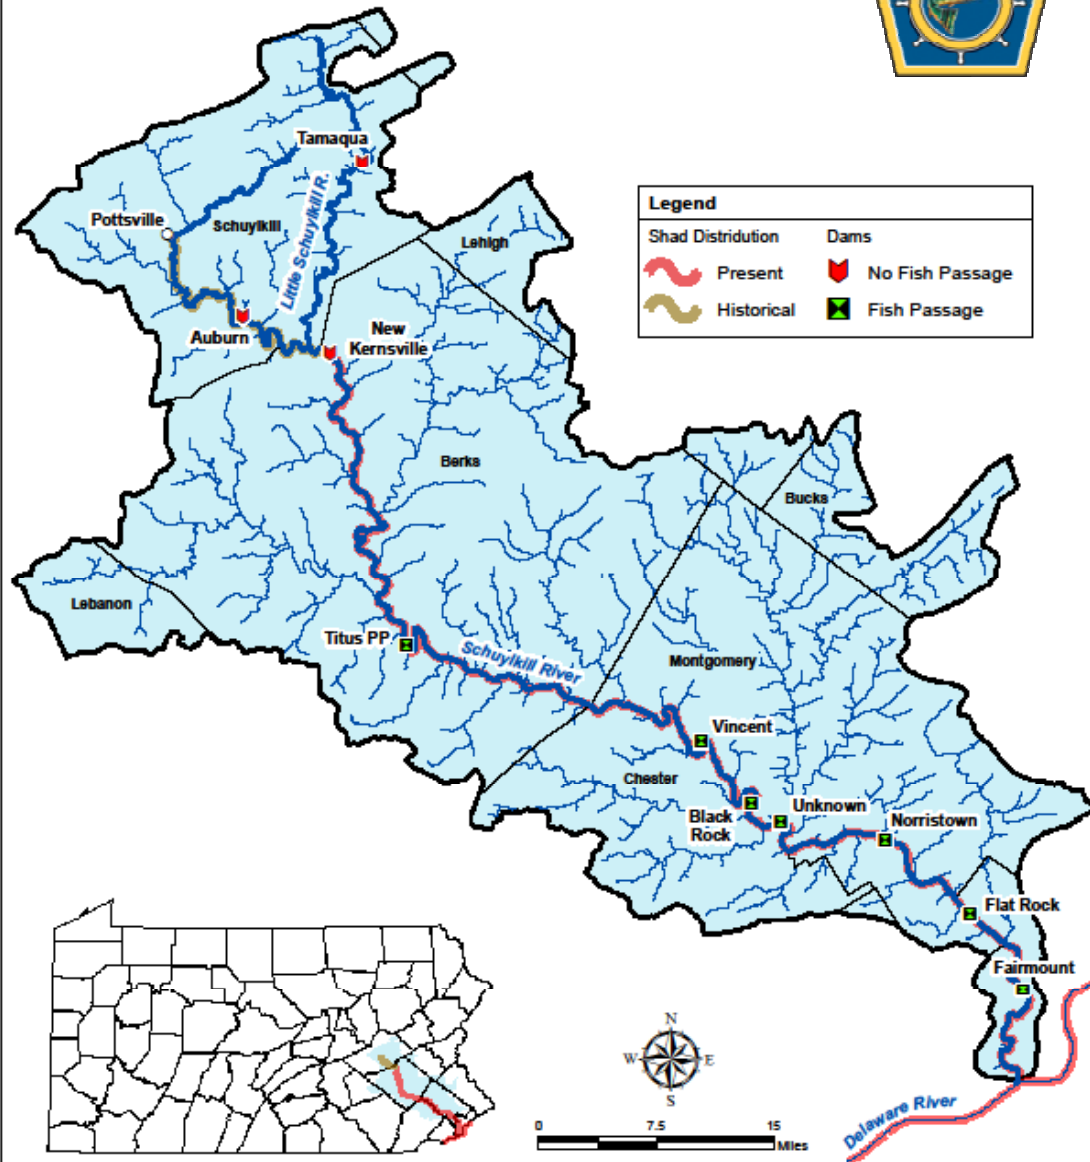 Tamaqua
Pottsville
Schuylkill
Little Schuylkill R.
Lehigh
Auburn
New
Kernsville
Legend
Shad Distridution
Dams
Present
No Fish Passage
Historical
Fish Passage
Berks
Bucks
Lebanon
Titus PP
Schuylkill River
Montgomery
Vincent
Chester
Black
Rock
Unknown
Norristown
Flat Rock
Fairmount
N
W
E
S
0
7.5
15
Miles
Delaware River